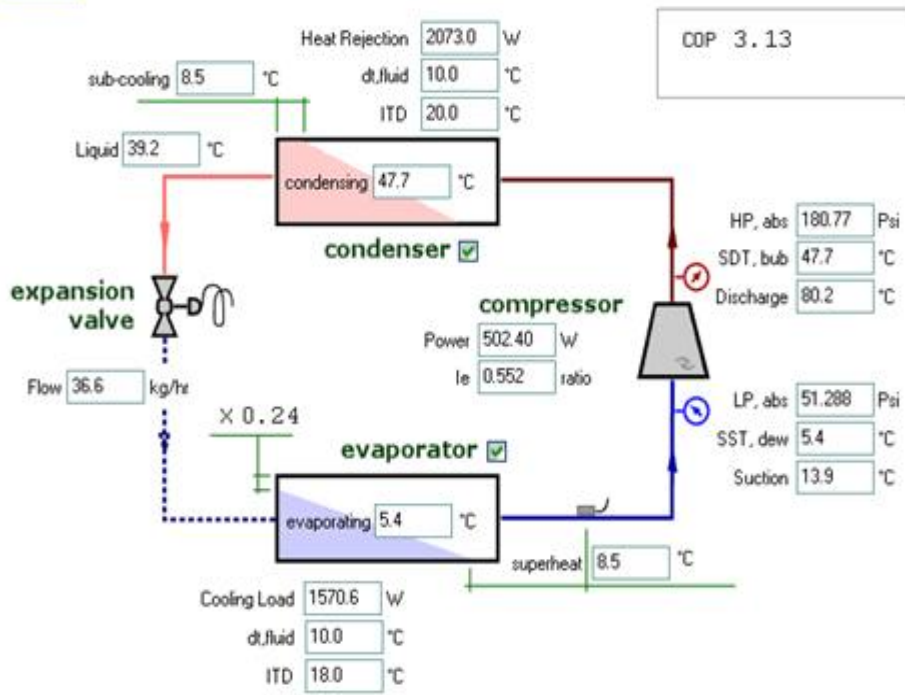 Heat Rejection 2073.0 W
COP 3.13
sub-cooling 8.5 °C
dt,fluid 10.0 °C
ITD 20.0 °C
Liquid 39.2 °C
condensing 47.7 °C
HP, abs 180.77 Psi
condenser
SDT, bub 47.7 °C
expansion
valve
compressor
Discharge 80.2 °C
Power 502.40 W
Ie 0.552 ratio
Flow 36.6 kg/hr
LP, abs 51.288 Psi
X 0.24
SST, dew 5.4 °C
evaporator
Suction 13.9 °C
evaporating 5.4 °C
superheat 8.5 °C
Cooling Load 1570.6 W
dt,fluid 10.0 °C
ITD 18.0 °C